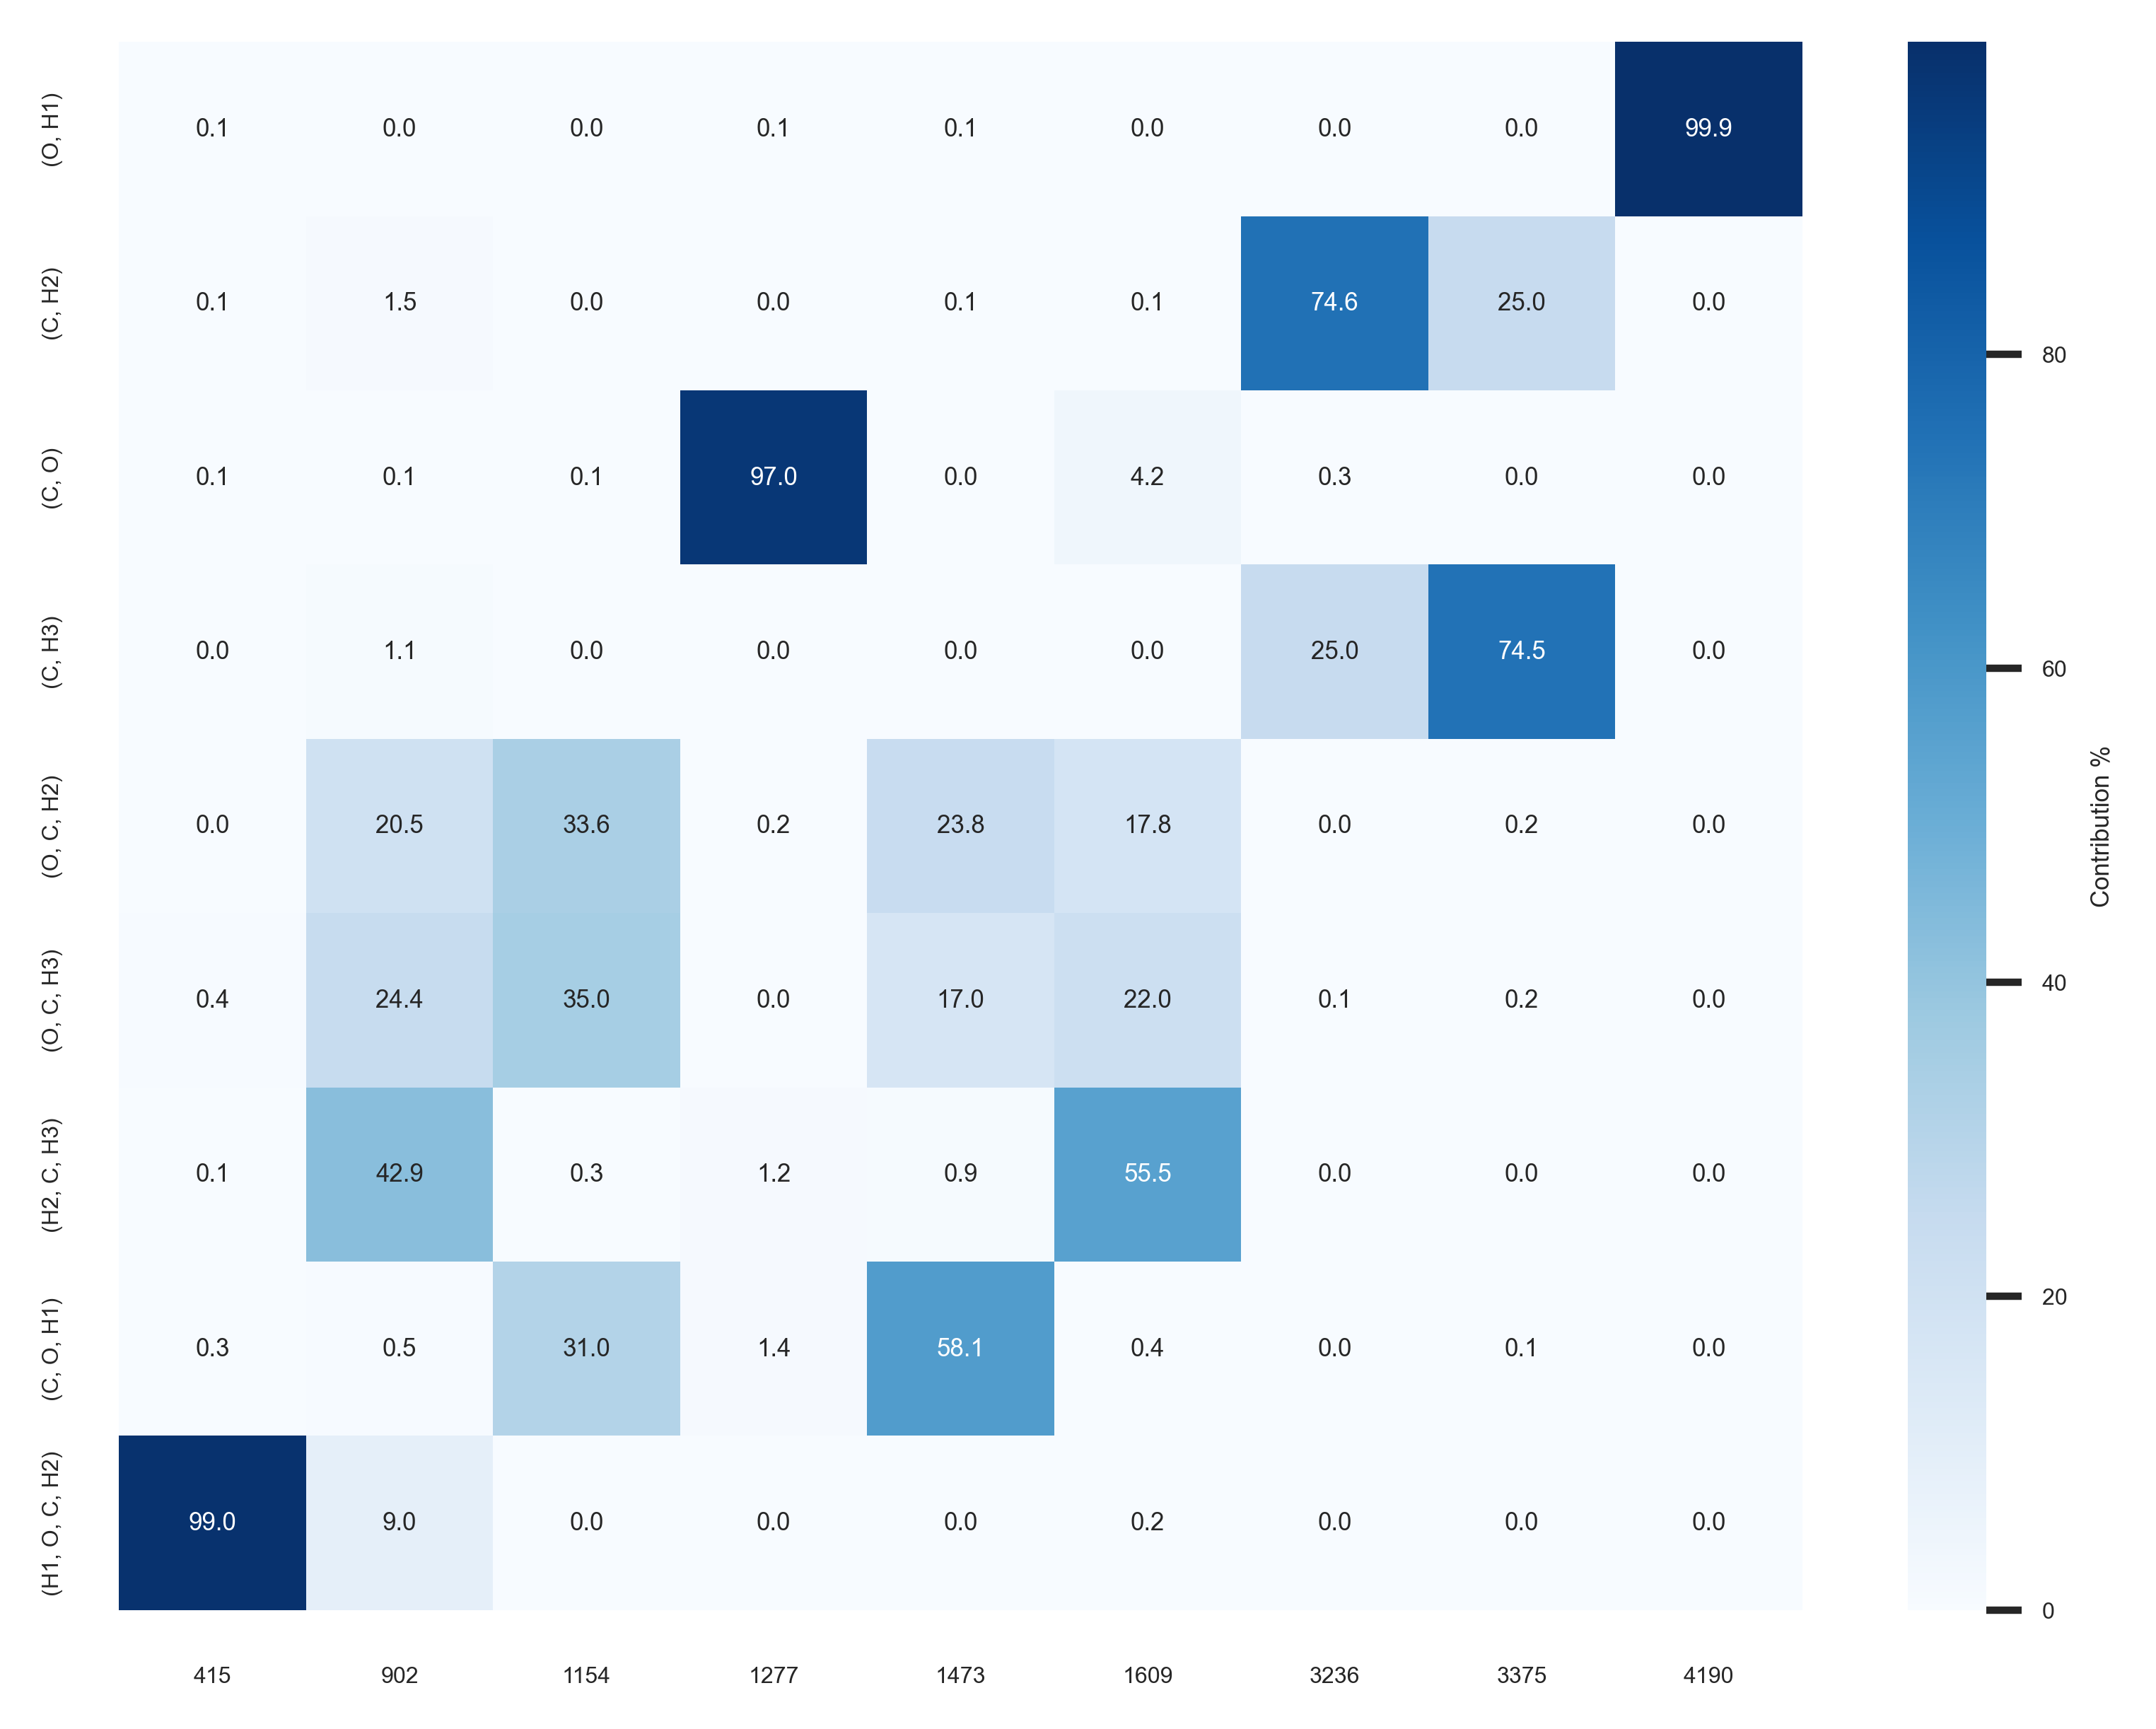 (O, H1) 0.1 0.0 0.0 0.1 0.1 0.0 0.0 0.0 99.9
(C, H2) 0.1 1.5 0.0 0.0 0.1 0.1 74.6 25.0 0.0
(C, O) 0.1 0.1 0.1 97.0 0.0 4.2 0.3 0.0 0.0
(C, H3) 0.0 1.1 0.0 0.0 0.0 0.0 25.0 74.5 0.0
(O, C, H2) 0.0 20.5 33.6 0.2 23.8 17.8 0.0 0.2 0.0
(O, C, H3) 0.4 24.4 35.0 0.0 17.0 22.0 0.1 0.2 0.0
(H2, C, H3) 0.1 42.9 0.3 1.2 0.9 55.5 0.0 0.0 0.0
(C, O, H1) 0.3 0.5 31.0 1.4 58.1 0.4 0.0 0.1 0.0
(H1, O, C, H2) 99.0 9.0 0.0 0.0 0.0 0.2 0.0 0.0 0.0
415 902 1154 1277 1473 1609 3236 3375 4190
80
60
40
20
0
Contribution %